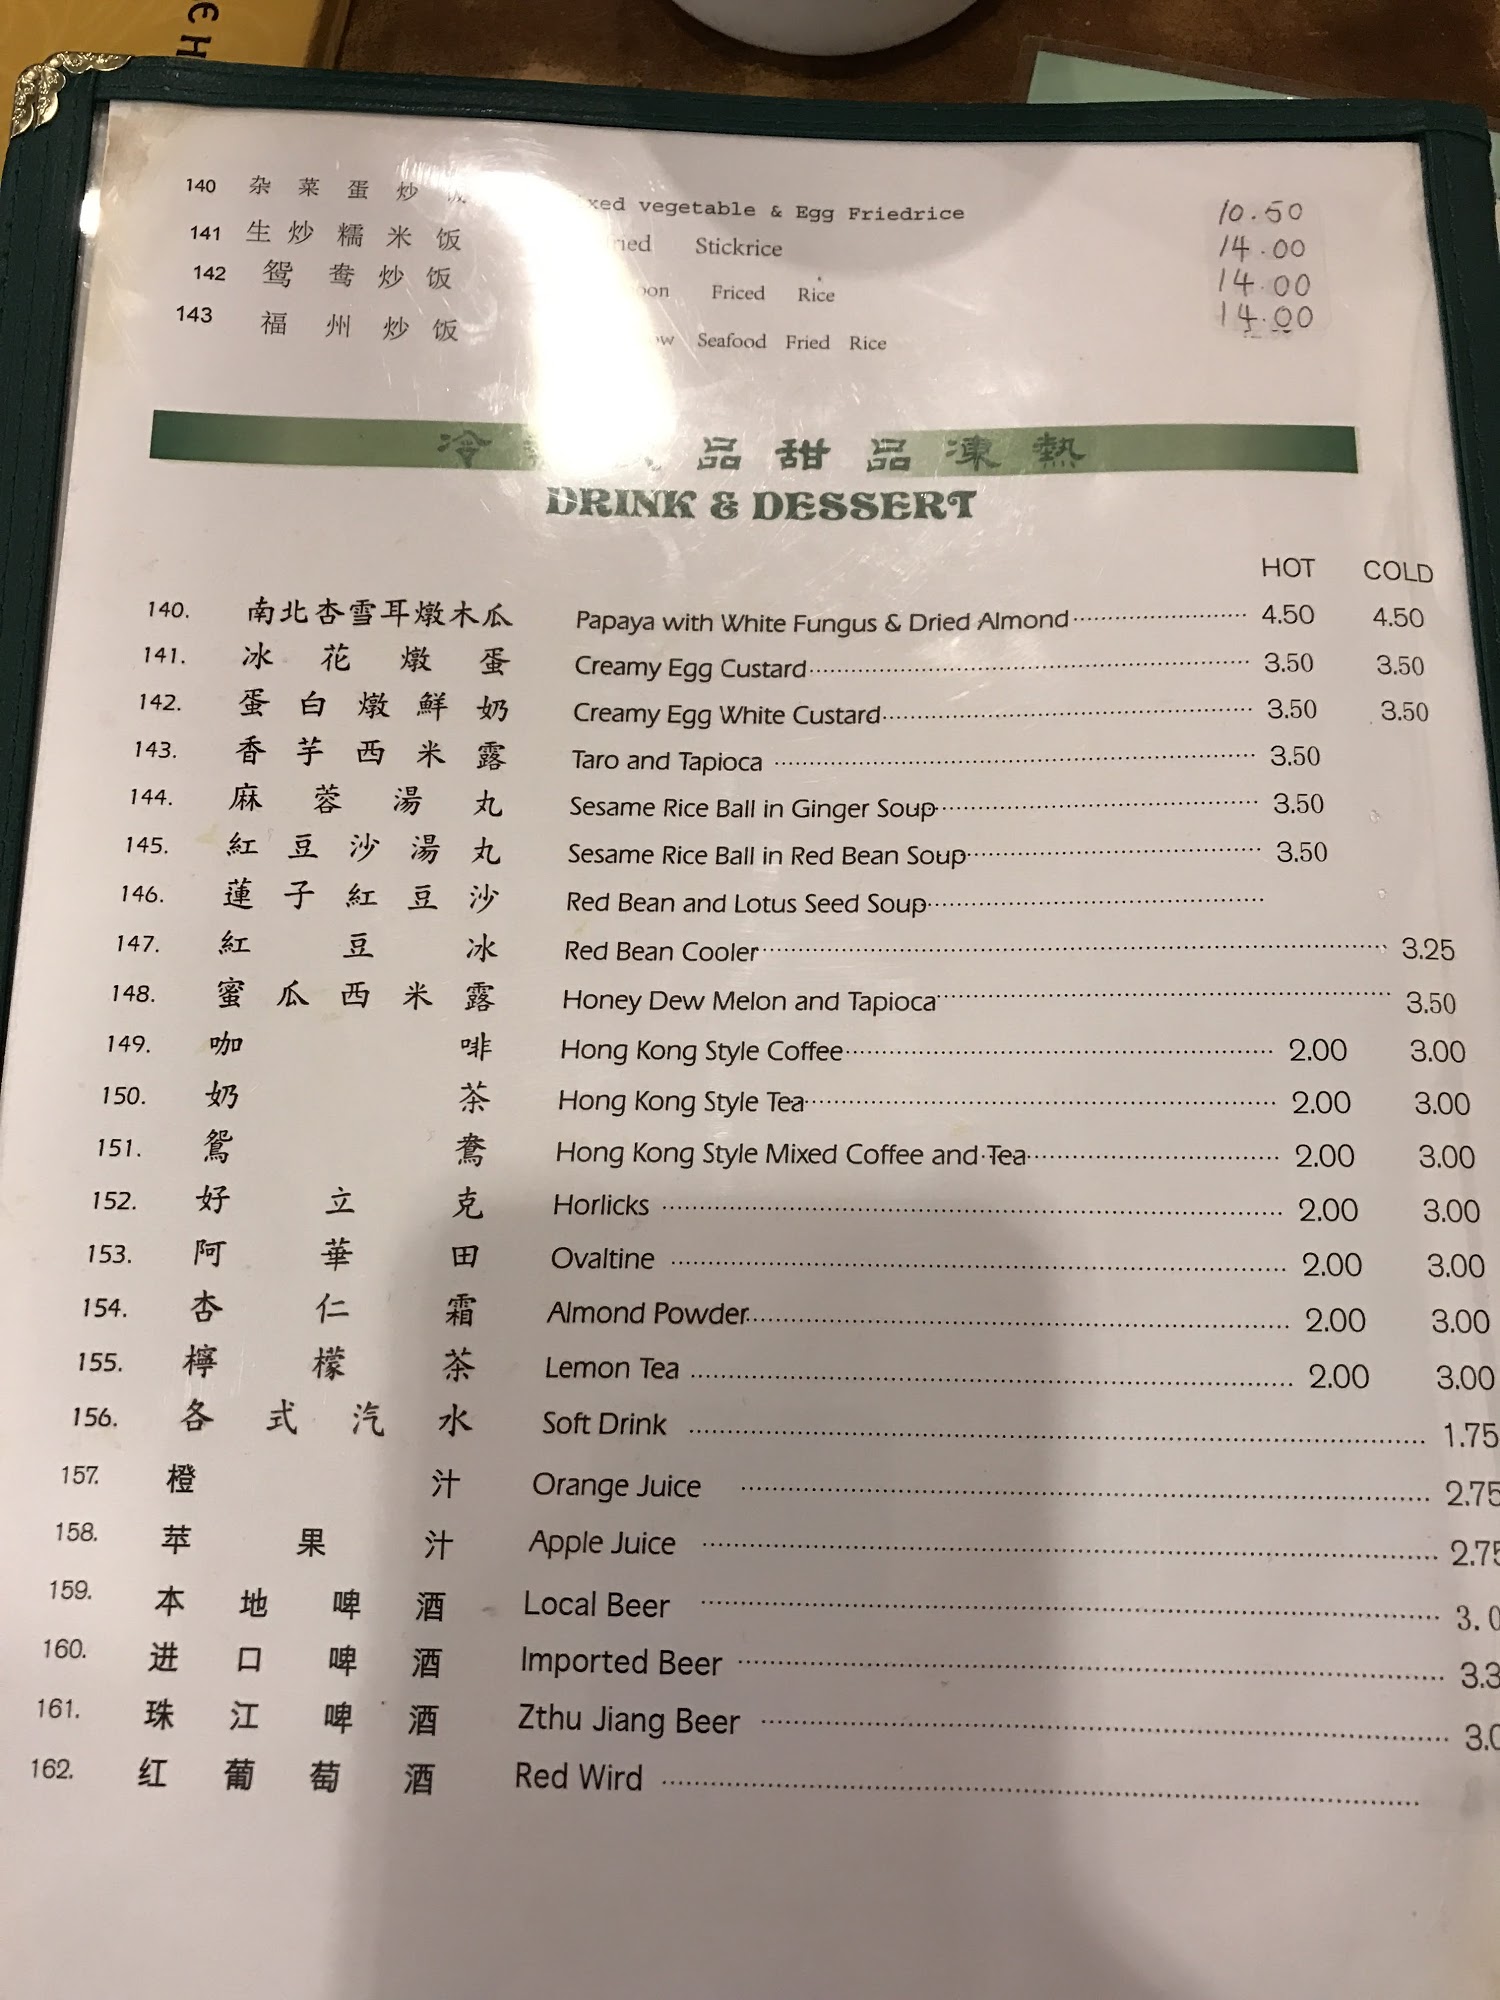 140 杂菜蛋炒饭 vegetable & Egg Friedrice 10.50
141 生炒糯米饭 Stickrice 14.00
142 鸳鸯炒饭 Friced Rice 14.00
143 福州炒饭 Seafood Fried Rice 14.00
冷 品甜品凍熱
DRINK & DESSERT
HOT COLD
140. 南北杏雪耳燉木瓜 Papaya with White Fungus & Dried Almond 4.50 4.50
141. 冰花燉蛋 Creamy Egg Custard 3.50 3.50
142. 蛋白燉鮮奶 Creamy Egg White Custard 3.50 3.50
143. 香芋西米露 Taro and Tapioca 3.50
144. 麻蓉湯丸 Sesame Rice Ball in Ginger Soup 3.50
145. 紅豆沙湯丸 Sesame Rice Ball in Red Bean Soup 3.50
146. 蓮子紅豆沙 Red Bean and Lotus Seed Soup
147. 紅豆冰 Red Bean Cooler 3.25
148. 蜜瓜西米露 Honey Dew Melon and Tapioca 3.50
149. 咖啡 Hong Kong Style Coffee 2.00 3.00
150. 奶茶 Hong Kong Style Tea 2.00 3.00
151. 鴛鴦 Hong Kong Style Mixed Coffee and Tea 2.00 3.00
152. 好立克 Horlicks 2.00 3.00
153. 阿華田 Ovaltine 2.00 3.00
154. 杏仁霜 Almond Powder 2.00 3.00
155. 檸檬茶 Lemon Tea 2.00 3.00
156. 各式汽水 Soft Drink 1.75
157. 橙汁 Orange Juice 2.75
158. 苹果汁 Apple Juice 2.75
159. 本地啤酒 Local Beer 3.0
160. 进口啤酒 Imported Beer 3.3
161. 珠江啤酒 Zthu Jiang Beer 3.0
162. 红葡萄酒 Red Wird